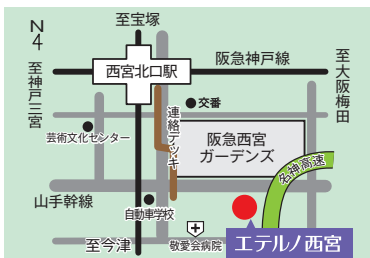 N
4
至宝塚
阪急神戸線
西宮北口駅
至神戸三宮
至大阪梅田
交番
連絡デッキ
芸術文化センター
阪急西宮
ガーデンズ
名神高速
山手幹線
自動車学校
至今津
敬愛会病院
エテルノ西宮